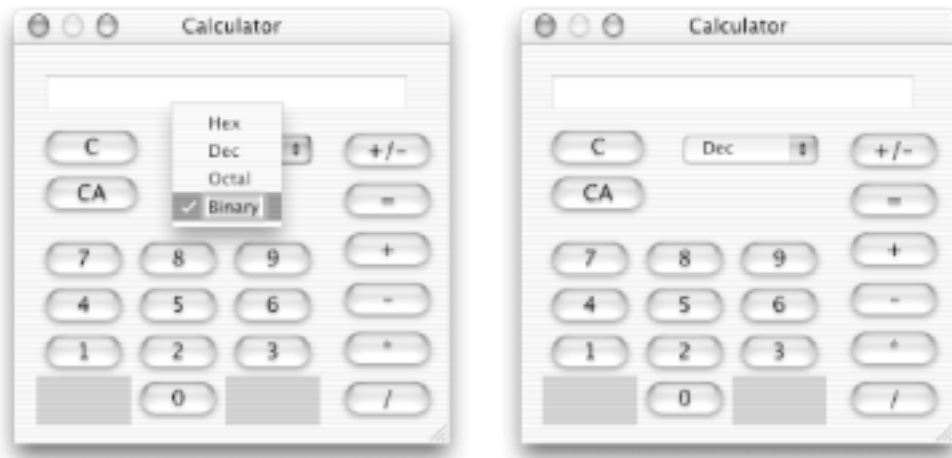 Calculator
Hex
C Dec +/-
Octal
CA Binary =
7 8 9 +
4 5 6 -
1 2 3 *
0 /
Calculator
C Dec +/-
CA =
7 8 9 +
4 5 6 -
1 2 3 *
0 /